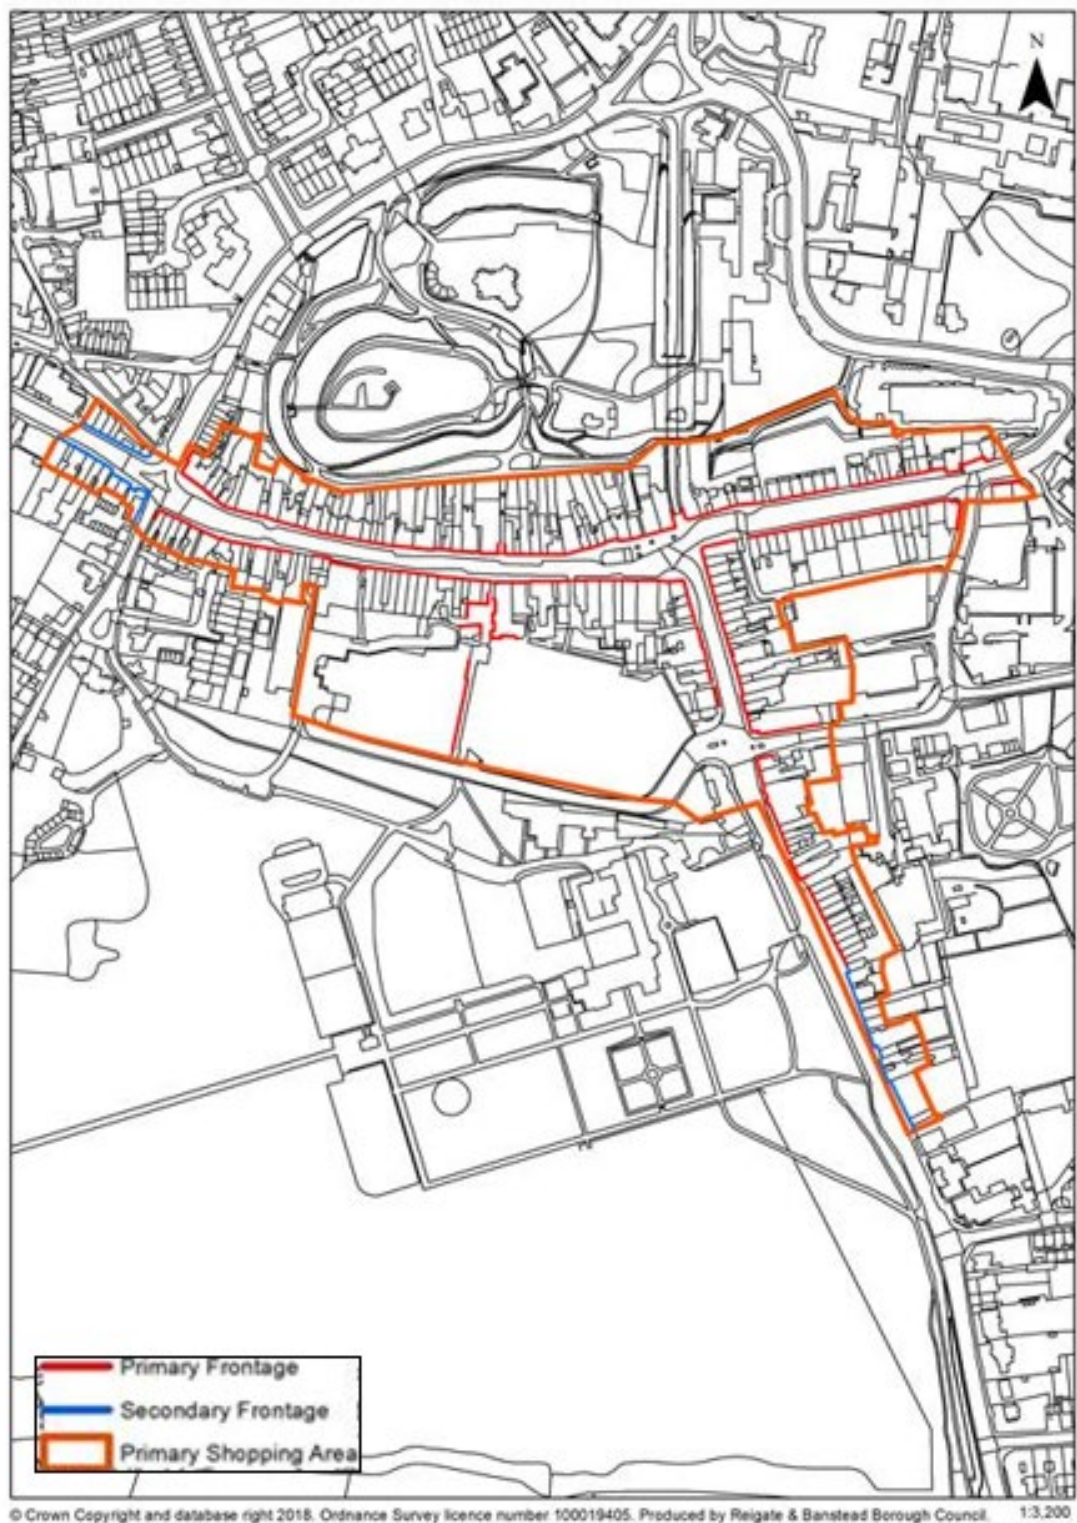 N
Primary Frontage
Secondary Frontage
Primary Shopping Area
© Crown Copyright and database right 2018. Ordnance Survey licence number 100019405. Produced by Reigate & Banstead Borough Council. 1:3,200